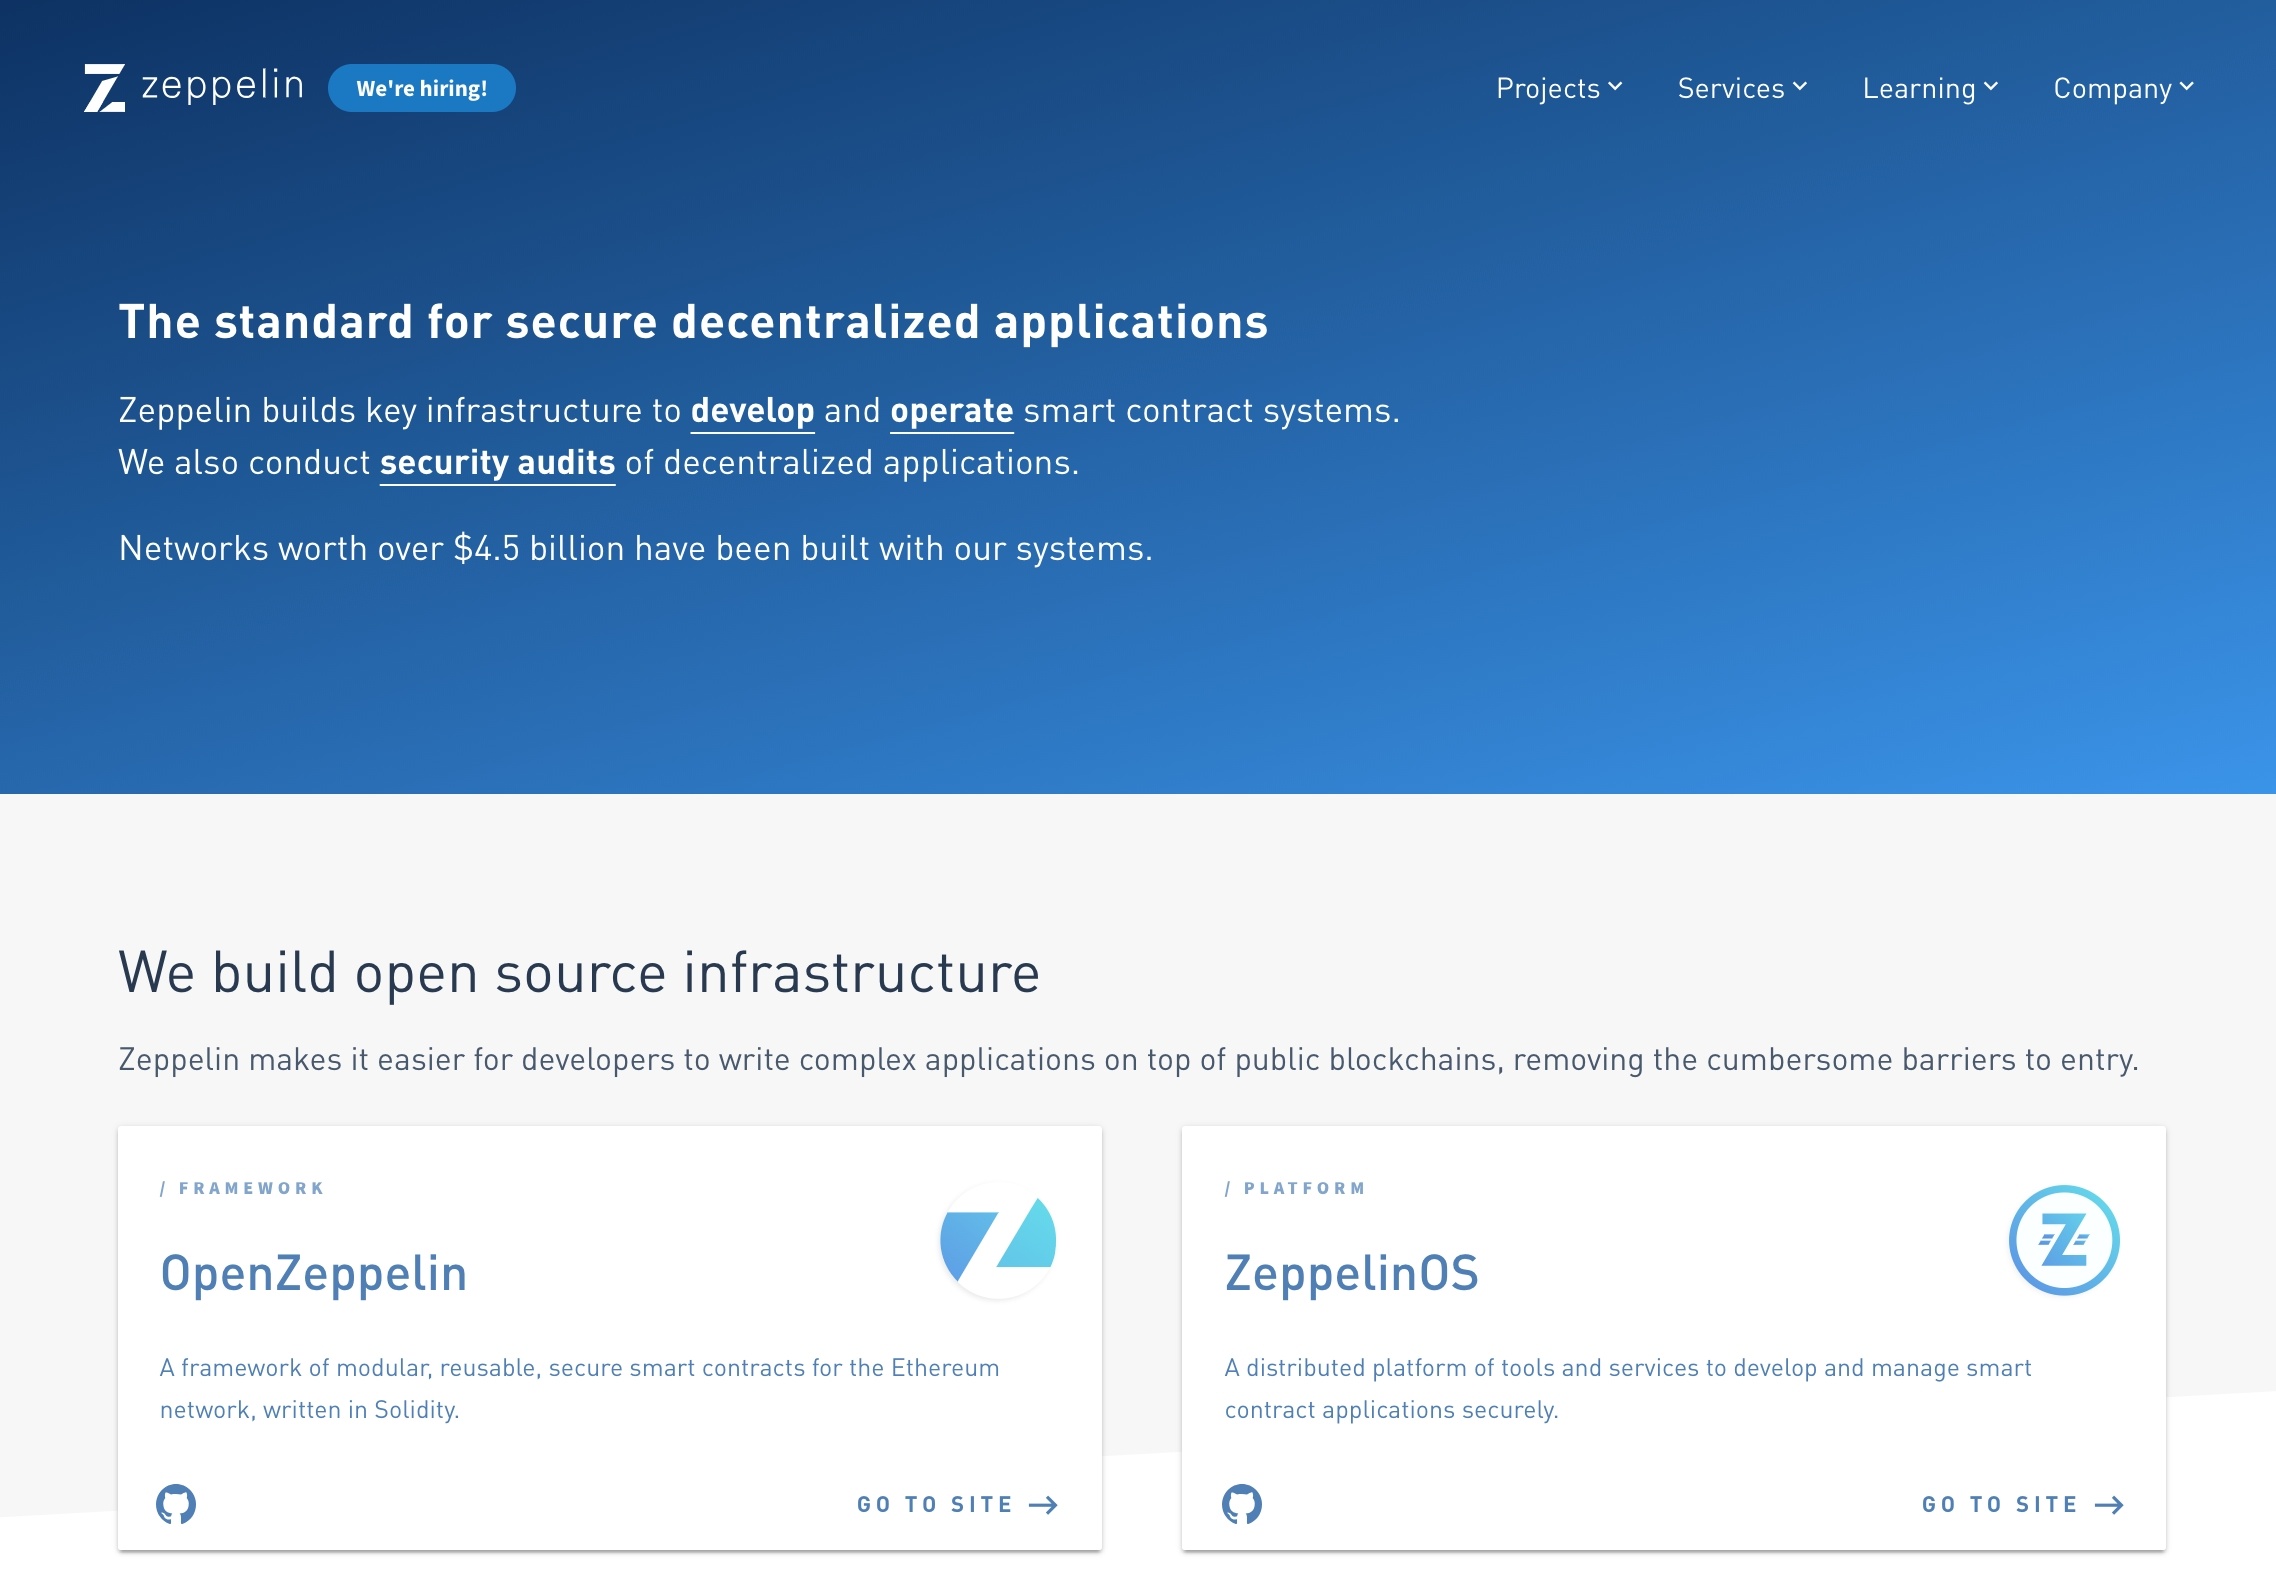 zeppelin
We're hiring!
Projects
Services
Learning
Company
The standard for secure decentralized applications
Zeppelin builds key infrastructure to develop and operate smart contract systems.
We also conduct security audits of decentralized applications.
Networks worth over $4.5 billion have been built with our systems.
We build open source infrastructure
Zeppelin makes it easier for developers to write complex applications on top of public blockchains, removing the cumbersome barriers to entry.
/ FRAMEWORK
OpenZeppelin
A framework of modular, reusable, secure smart contracts for the Ethereum
network, written in Solidity.
GO TO SITE
/ PLATFORM
ZeppelinOS
A distributed platform of tools and services to develop and manage smart
contract applications securely.
GO TO SITE